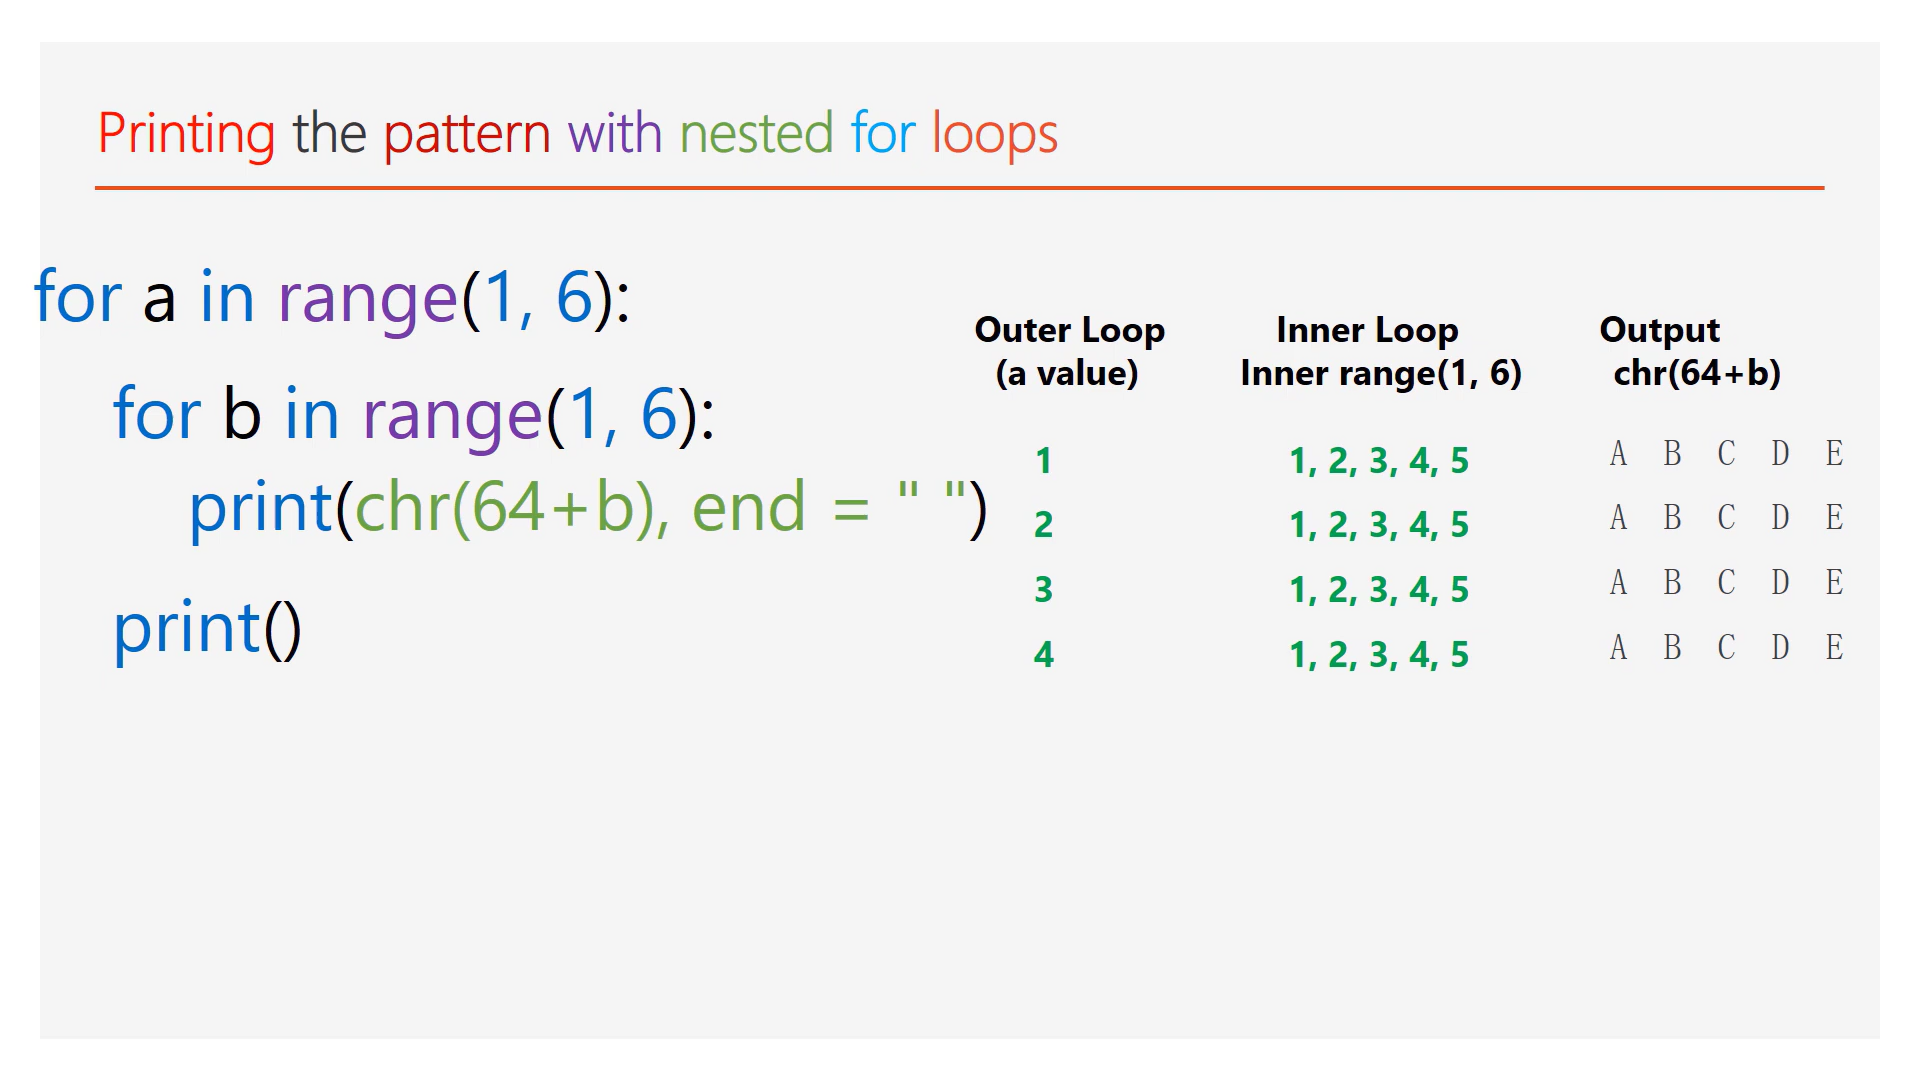 Printing the pattern with nested for loops
for a in range(1, 6):
for b in range(1, 6):
print(chr(64+b), end = " ")
print()
Outer Loop Inner Loop Output
(a value) Inner range(1, 6) chr(64+b)
1 1, 2, 3, 4, 5 A B C D E
2 1, 2, 3, 4, 5 A B C D E
3 1, 2, 3, 4, 5 A B C D E
4 1, 2, 3, 4, 5 A B C D E